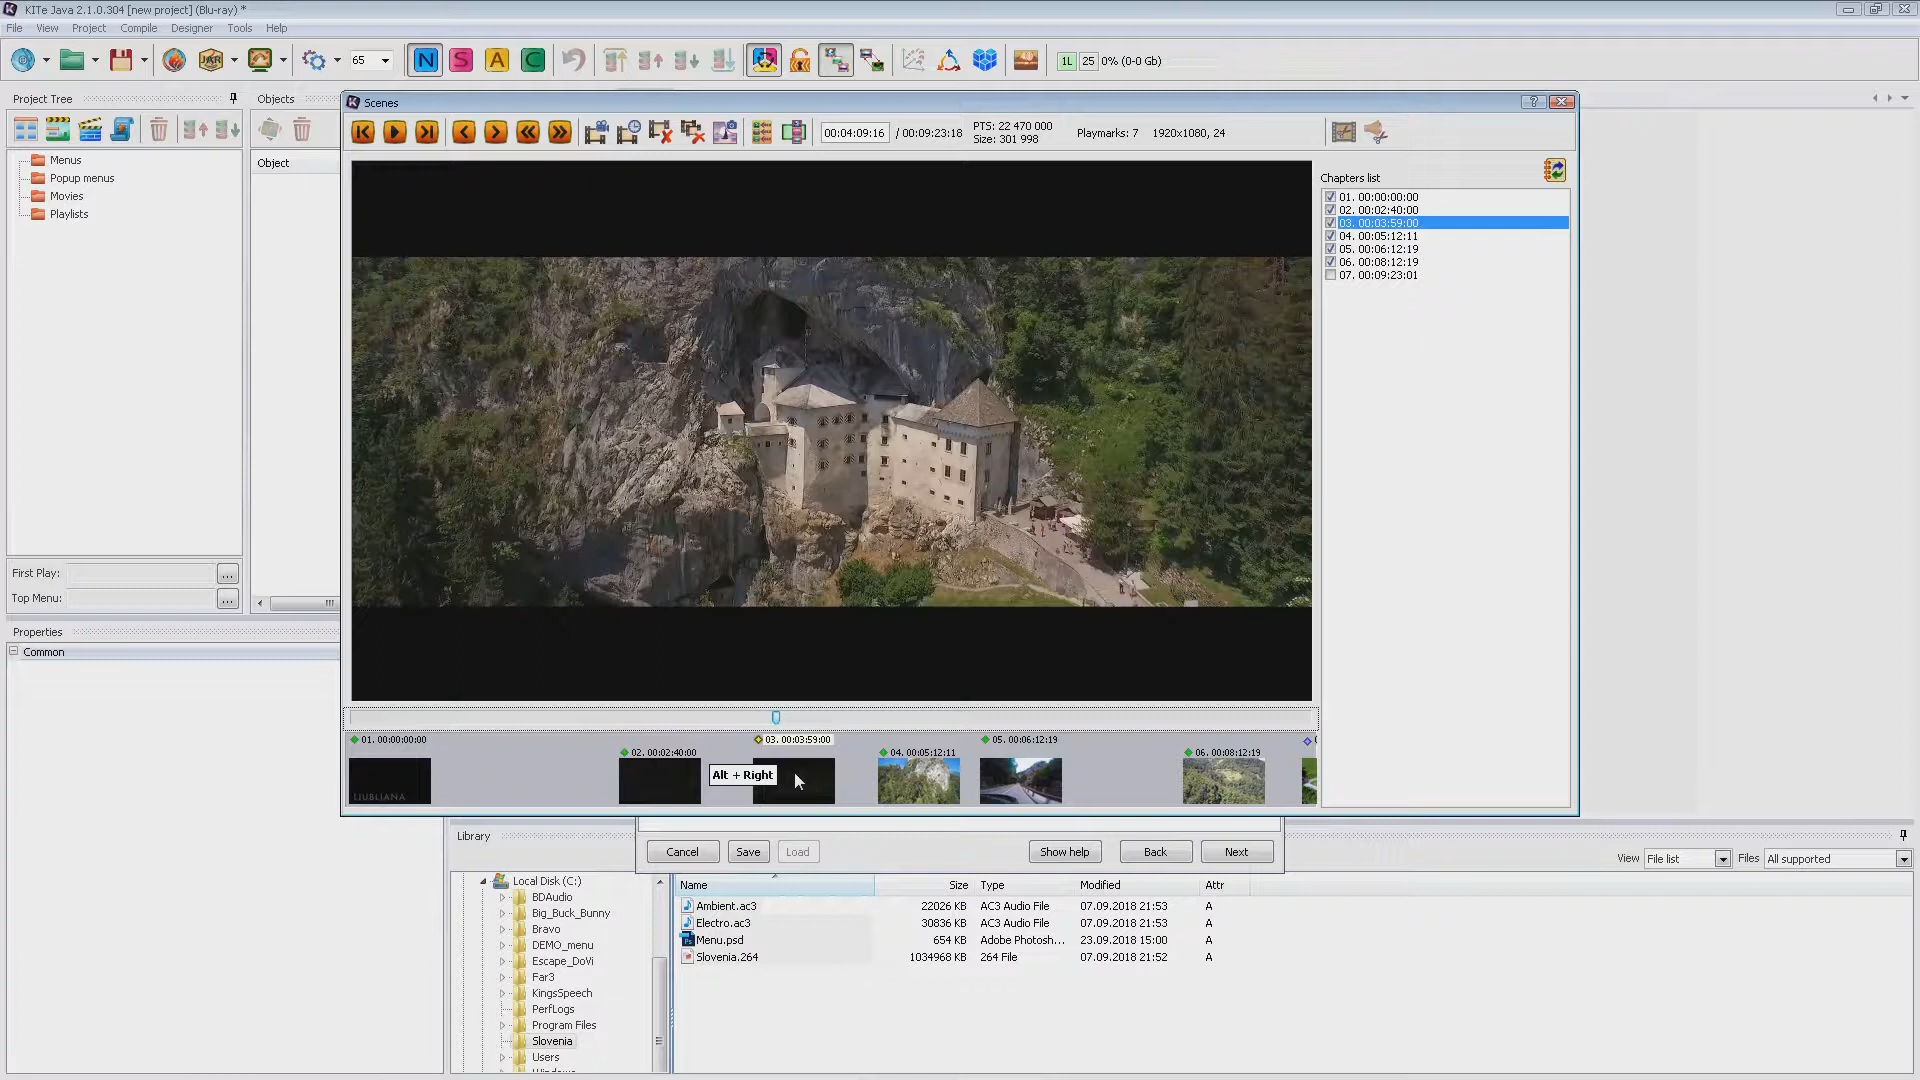 KITe Java 2.1.0.304 [new project] (Blu-ray) *
File View Project Compile Designer Tools Help
65 N S A C 1L 25 0% (0-0 Gb)
Project Tree
Objects
Menus
Popup menus
Movies
Playlists
Object
First Play: ...
Top Menu: ...
Properties
Common
Scenes
00:04:09:16 / 00:09:23:18
PTS: 22 470 000
Size: 301 998
Playmarks: 7 1920x1080, 24
Chapters list
01. 00:00:00:00
02. 00:02:40:00
03. 00:03:59:00
04. 00:05:12:11
05. 00:06:12:19
06. 00:08:12:19
07. 00:09:23:01
01. 00:00:00:00
02. 00:02:40:00
03. 00:03:59:00
04. 00:05:12:11
05. 00:06:12:19
06. 00:08:12:19
LJUBLJANA
Alt + Right
Cancel Save Load Show help Back Next
Library
View File list Files All supported
Local Disk (C:)
BDAudio
Big_Buck_Bunny
Bravo
DEMO_menu
Escape_DoVi
Far3
KingsSpeech
PerfLogs
Program Files
Slovenia
Users
Name Size Type Modified Attr
Ambient.ac3 22026 KB AC3 Audio File 07.09.2018 21:53 A
Electro.ac3 30836 KB AC3 Audio File 07.09.2018 21:53 A
Menu.psd 654 KB Adobe Photosh... 23.09.2018 15:00 A
Slovenia.264 1034968 KB 264 File 07.09.2018 21:52 A